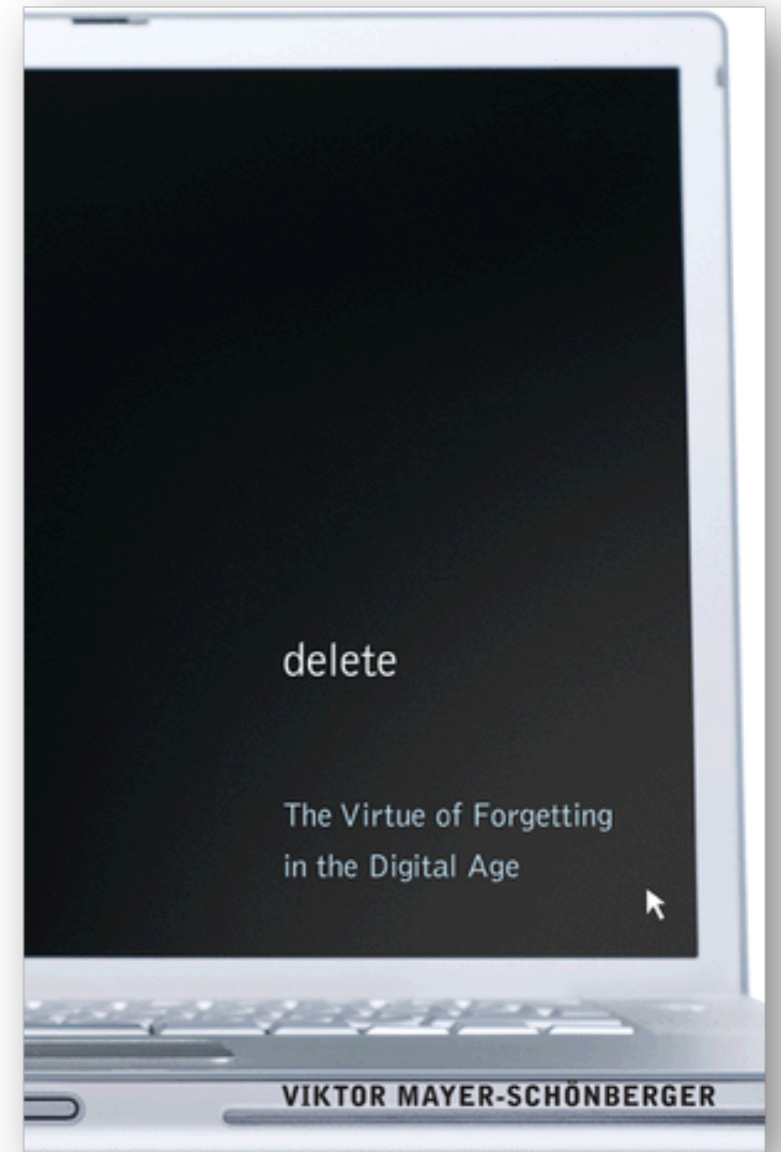 delete
The Virtue of Forgetting
in the Digital Age
VIKTOR MAYER-SCHÖNBERGER